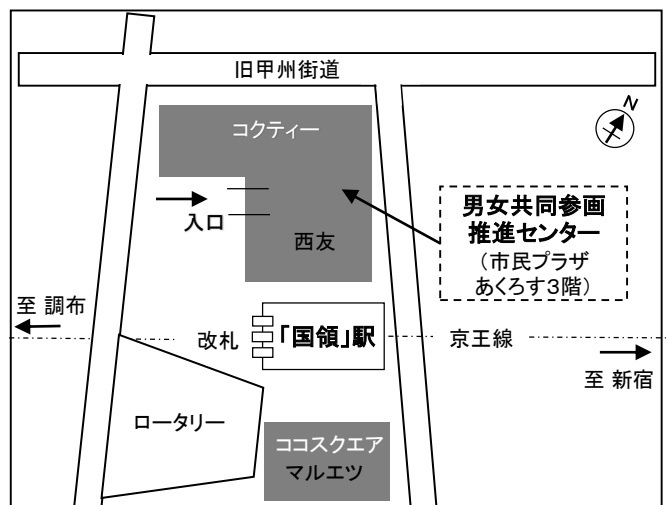 旧甲州街道
N
コクティー
入口
西友
男女共同参画
推進センター
（市民プラザ
あくろす３階）
至 調布
改札
「国領」駅
京王線
至 新宿
ロータリー
ココスクエア
マルエツ